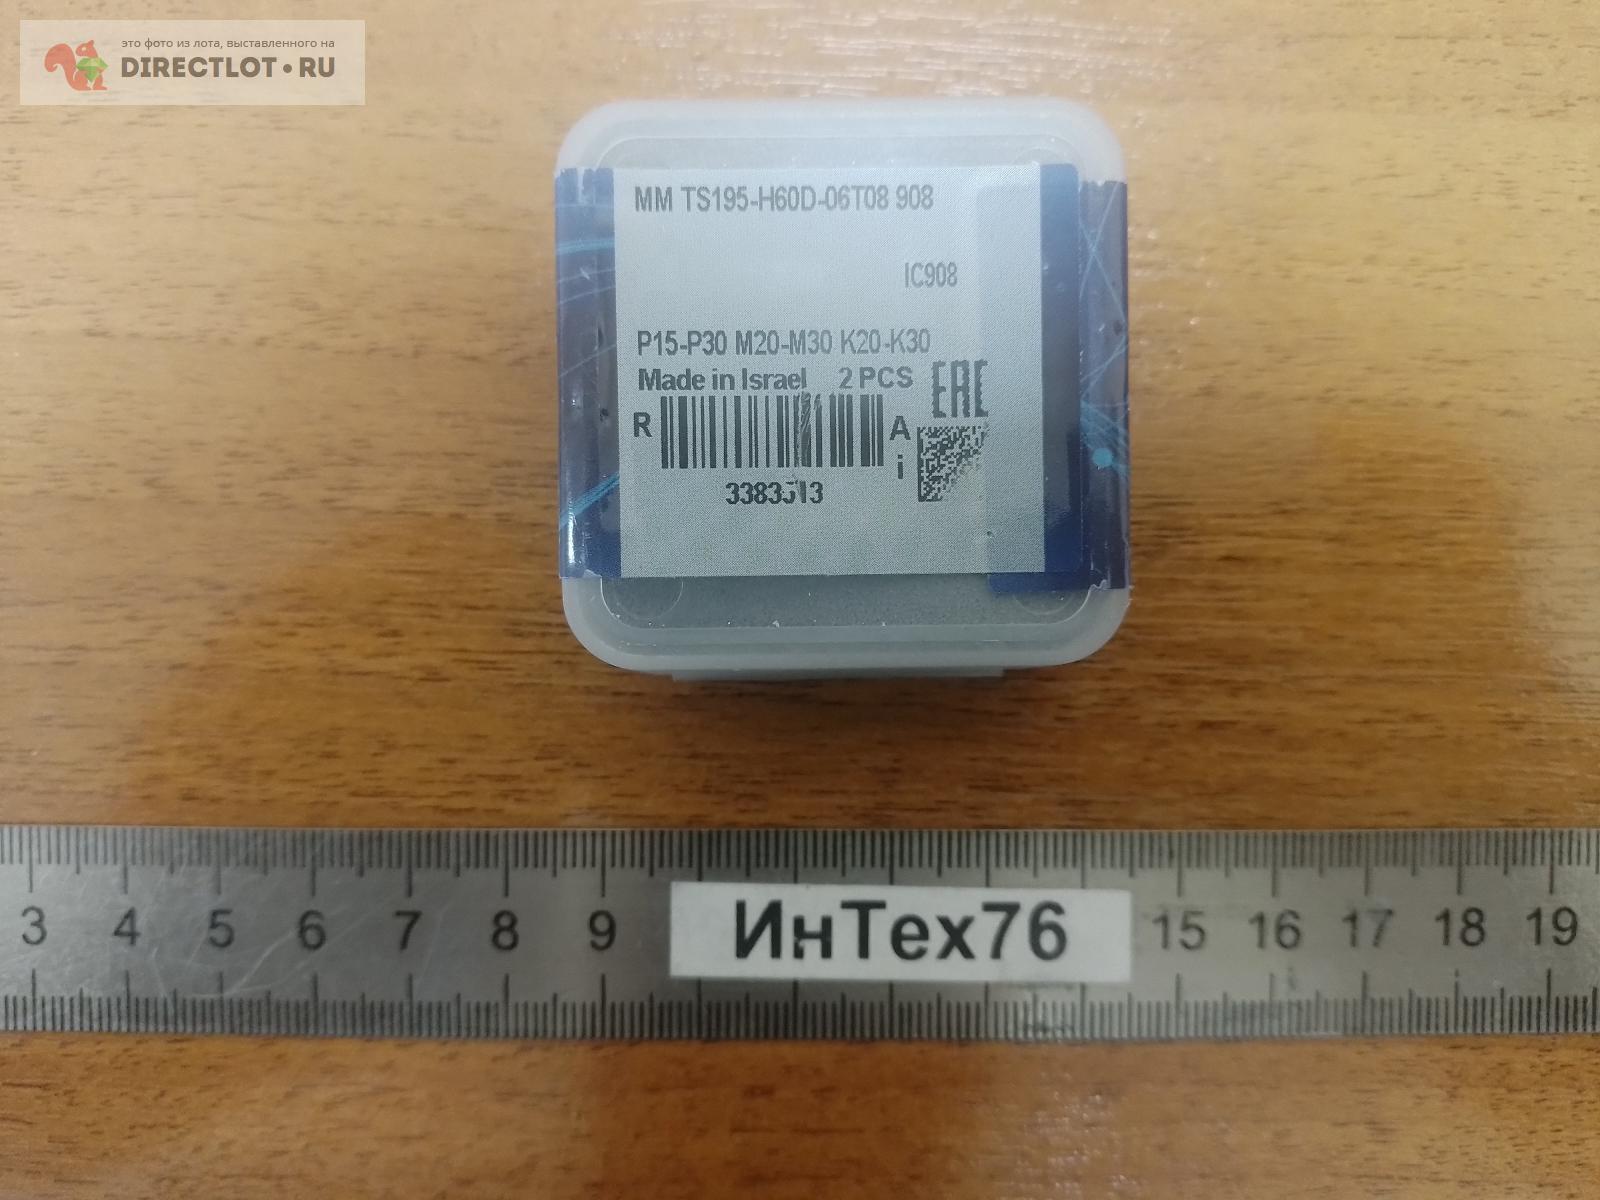 это фото из лота, выставленного на
DIRECTLOT•RU
MM TS195-H60D-06T08 908
IC908
P15-P30 M20-M30 K20-K30
Made in Israel 2 PCS
EAC
R A
i
3 4 5 6 7 8 9 15 16 17 18 19
ИнТех76